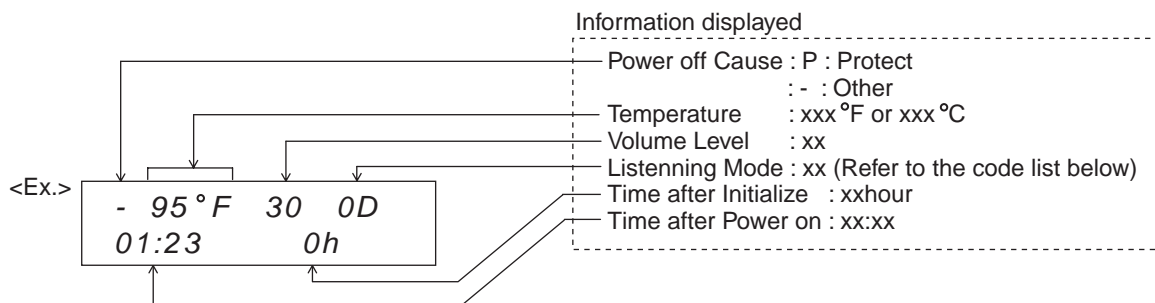 Information displayed
Power off Cause : P : Protect
: - : Other
Temperature : xxx °F or xxx °C
Volume Level : xx
Listenning Mode : xx (Refer to the code list below)
Time after Initialize : xxhour
Time after Power on : xx:xx
<Ex.>
- 95°F 30 0D
01:23 0h